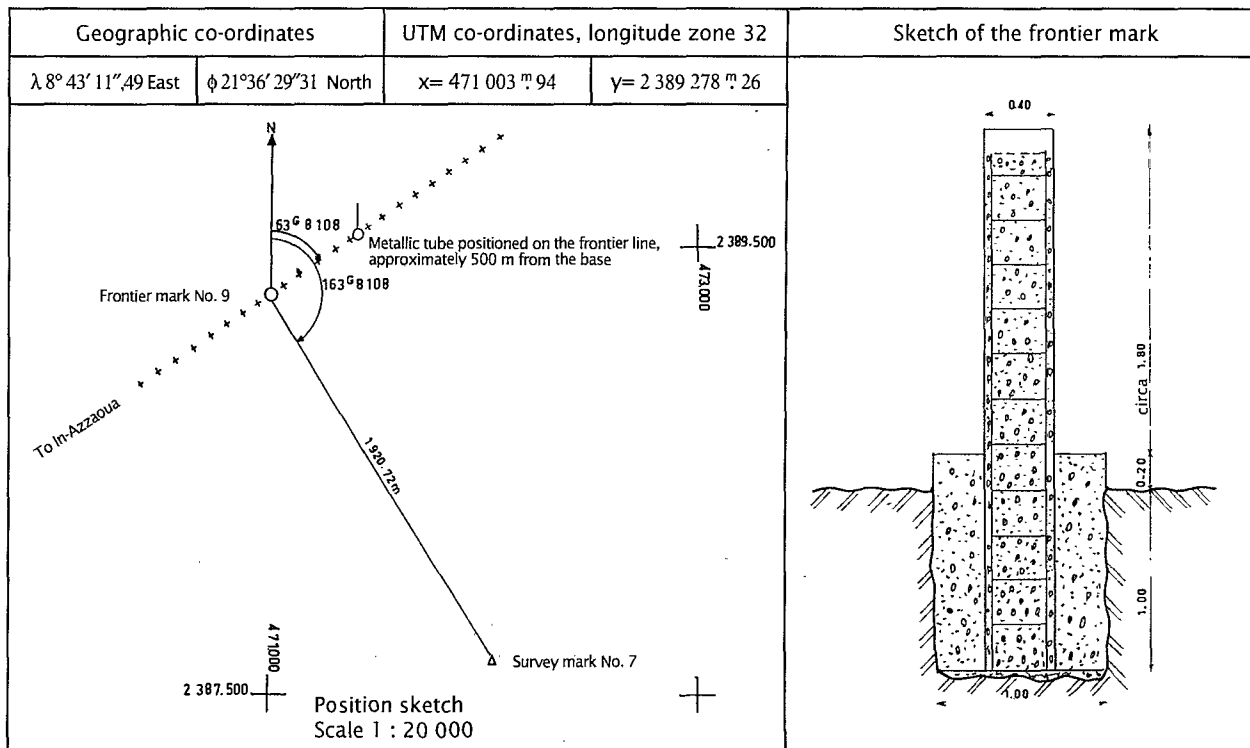 Geographic co-ordinates
UTM co-ordinates, longitude zone 32
Sketch of the frontier mark
λ 8° 43′ 11″,49 East
ϕ 21°36′ 29″31 North
x= 471 003 m. 94
y= 2 389 278 m. 26
N
63 G 8 108
Metallic tube positioned on the frontier line,
approximately 500 m from the base
2 389.500
473.000
163 G 8 108
Frontier mark No. 9
To In-Azzaoua
1 920.72m
Survey mark No. 7
471.000
2 387.500
Position sketch
Scale 1 : 20 000
0.40
circa 1.80
0.20
1.00
1.00